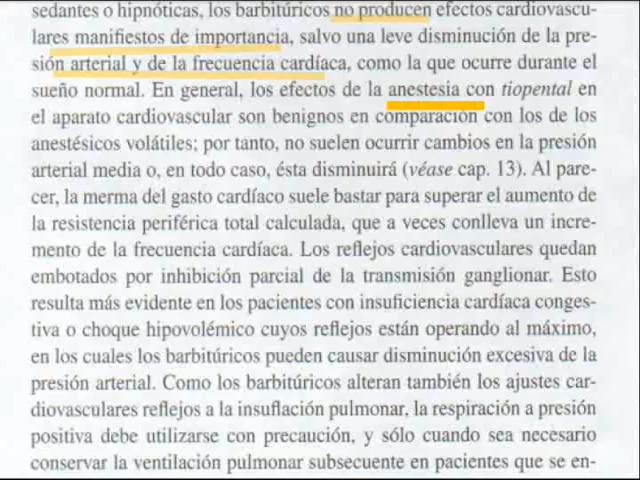 sedantes o hipnóticas, los barbitúricos no producen efectos cardiovascu-
lares manifiestos de importancia, salvo una leve disminución de la pre-
sión arterial y de la frecuencia cardíaca, como la que ocurre durante el
sueño normal. En general, los efectos de la anestesia con tiopental en
el aparato cardiovascular son benignos en comparación con los de los
anestésicos volátiles; por tanto, no suelen ocurrir cambios en la presión
arterial media o, en todo caso, ésta disminuirá (véase cap. 13). Al pare-
cer, la merma del gasto cardíaco suele bastar para superar el aumento de
la resistencia periférica total calculada, que a veces conlleva un incre-
mento de la frecuencia cardíaca. Los reflejos cardiovasculares quedan
embotados por inhibición parcial de la transmisión ganglionar. Esto
resulta más evidente en los pacientes con insuficiencia cardíaca conges-
tiva o choque hipovolémico cuyos reflejos están operando al máximo,
en los cuales los barbitúricos pueden causar disminución excesiva de la
presión arterial. Como los barbitúricos alteran también los ajustes car-
diovasculares reflejos a la insuflación pulmonar, la respiración a presión
positiva debe utilizarse con precaución, y sólo cuando sea necesario
conservar la ventilación pulmonar subsecuente en pacientes que se en-